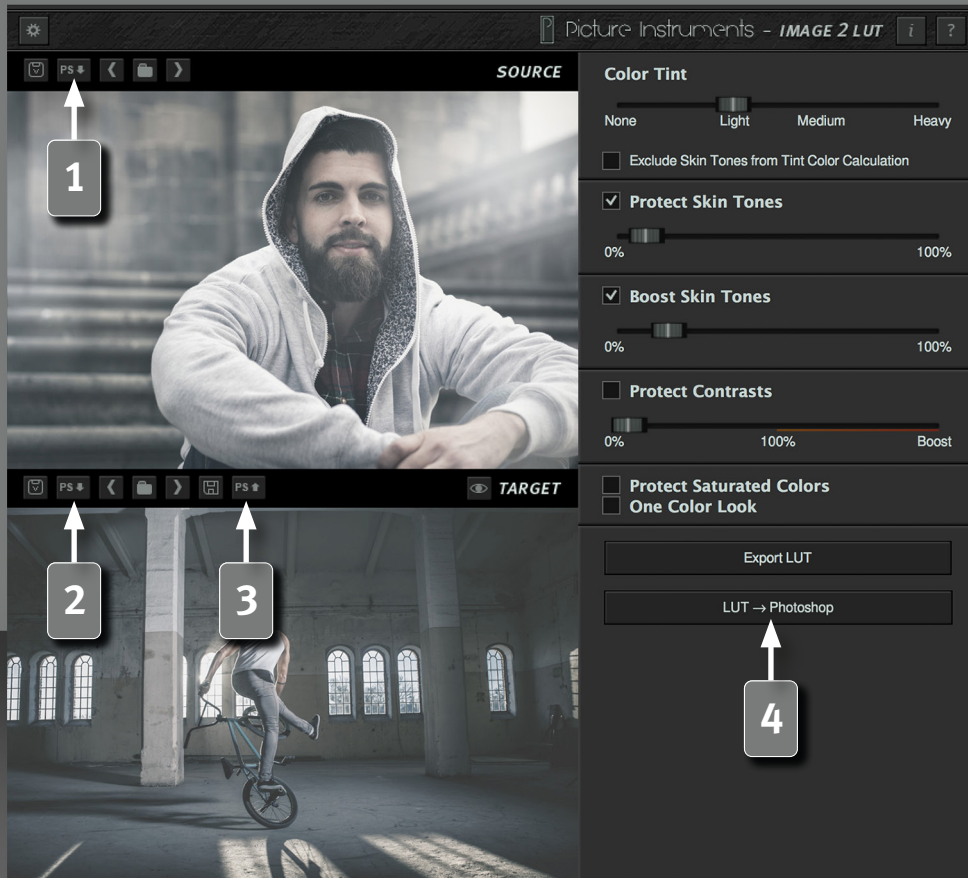 Picture Instruments - IMAGE 2 LUT i ?
PS SOURCE
1
PS PS TARGET
2
3
Color Tint
None Light Medium Heavy
Exclude Skin Tones from Tint Color Calculation
Protect Skin Tones
0% 100%
Boost Skin Tones
0% 100%
Protect Contrasts
0% 100% Boost
Protect Saturated Colors
One Color Look
Export LUT
LUT → Photoshop
4